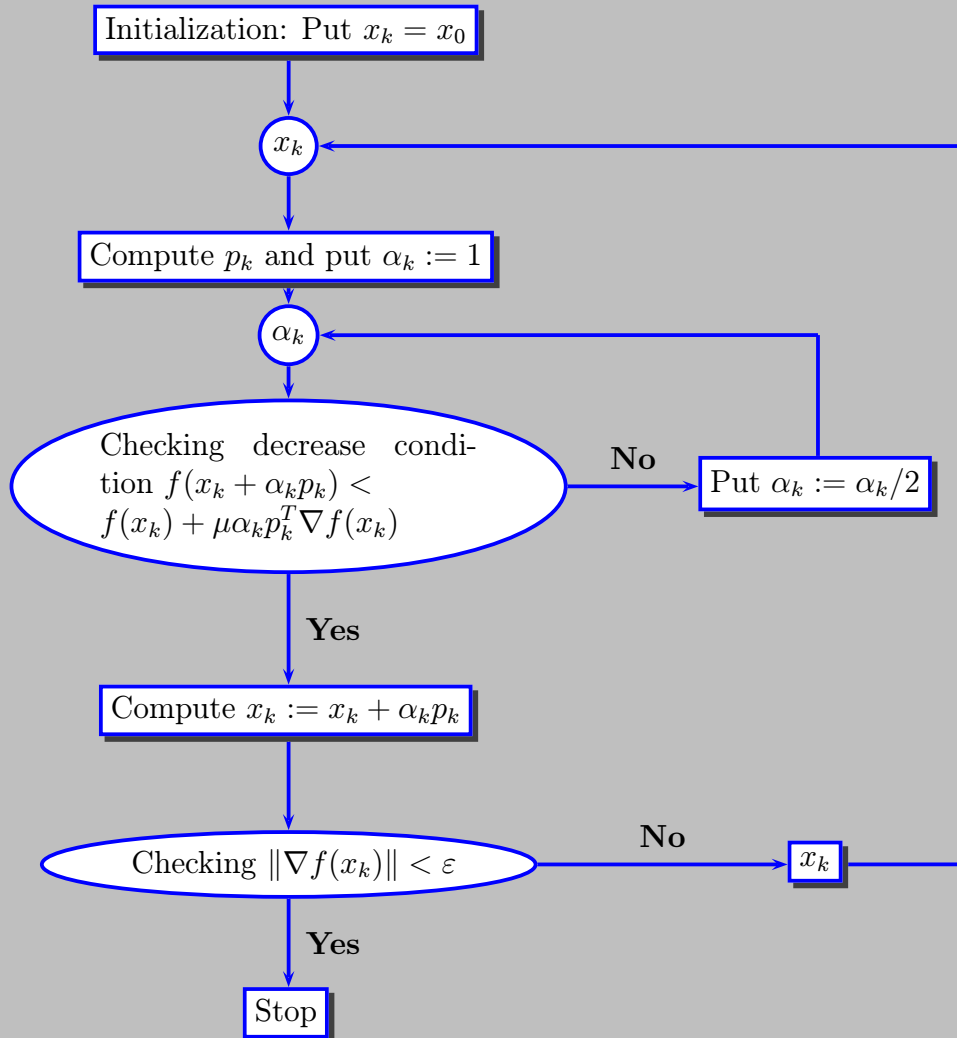 Initialization: Put $x_k = x_0$
$x_k$
Compute $p_k$ and put $\alpha_k := 1$
$\alpha_k$
Checking decrease condi-
tion $f(x_k + \alpha_k p_k) <$
$f(x_k) + \mu\alpha_k p_k^T \nabla f(x_k)$
No
Put $\alpha_k := \alpha_k/2$
Yes
Compute $x_k := x_k + \alpha_k p_k$
Checking $\|\nabla f(x_k)\| < \varepsilon$
No
$x_k$
Yes
Stop